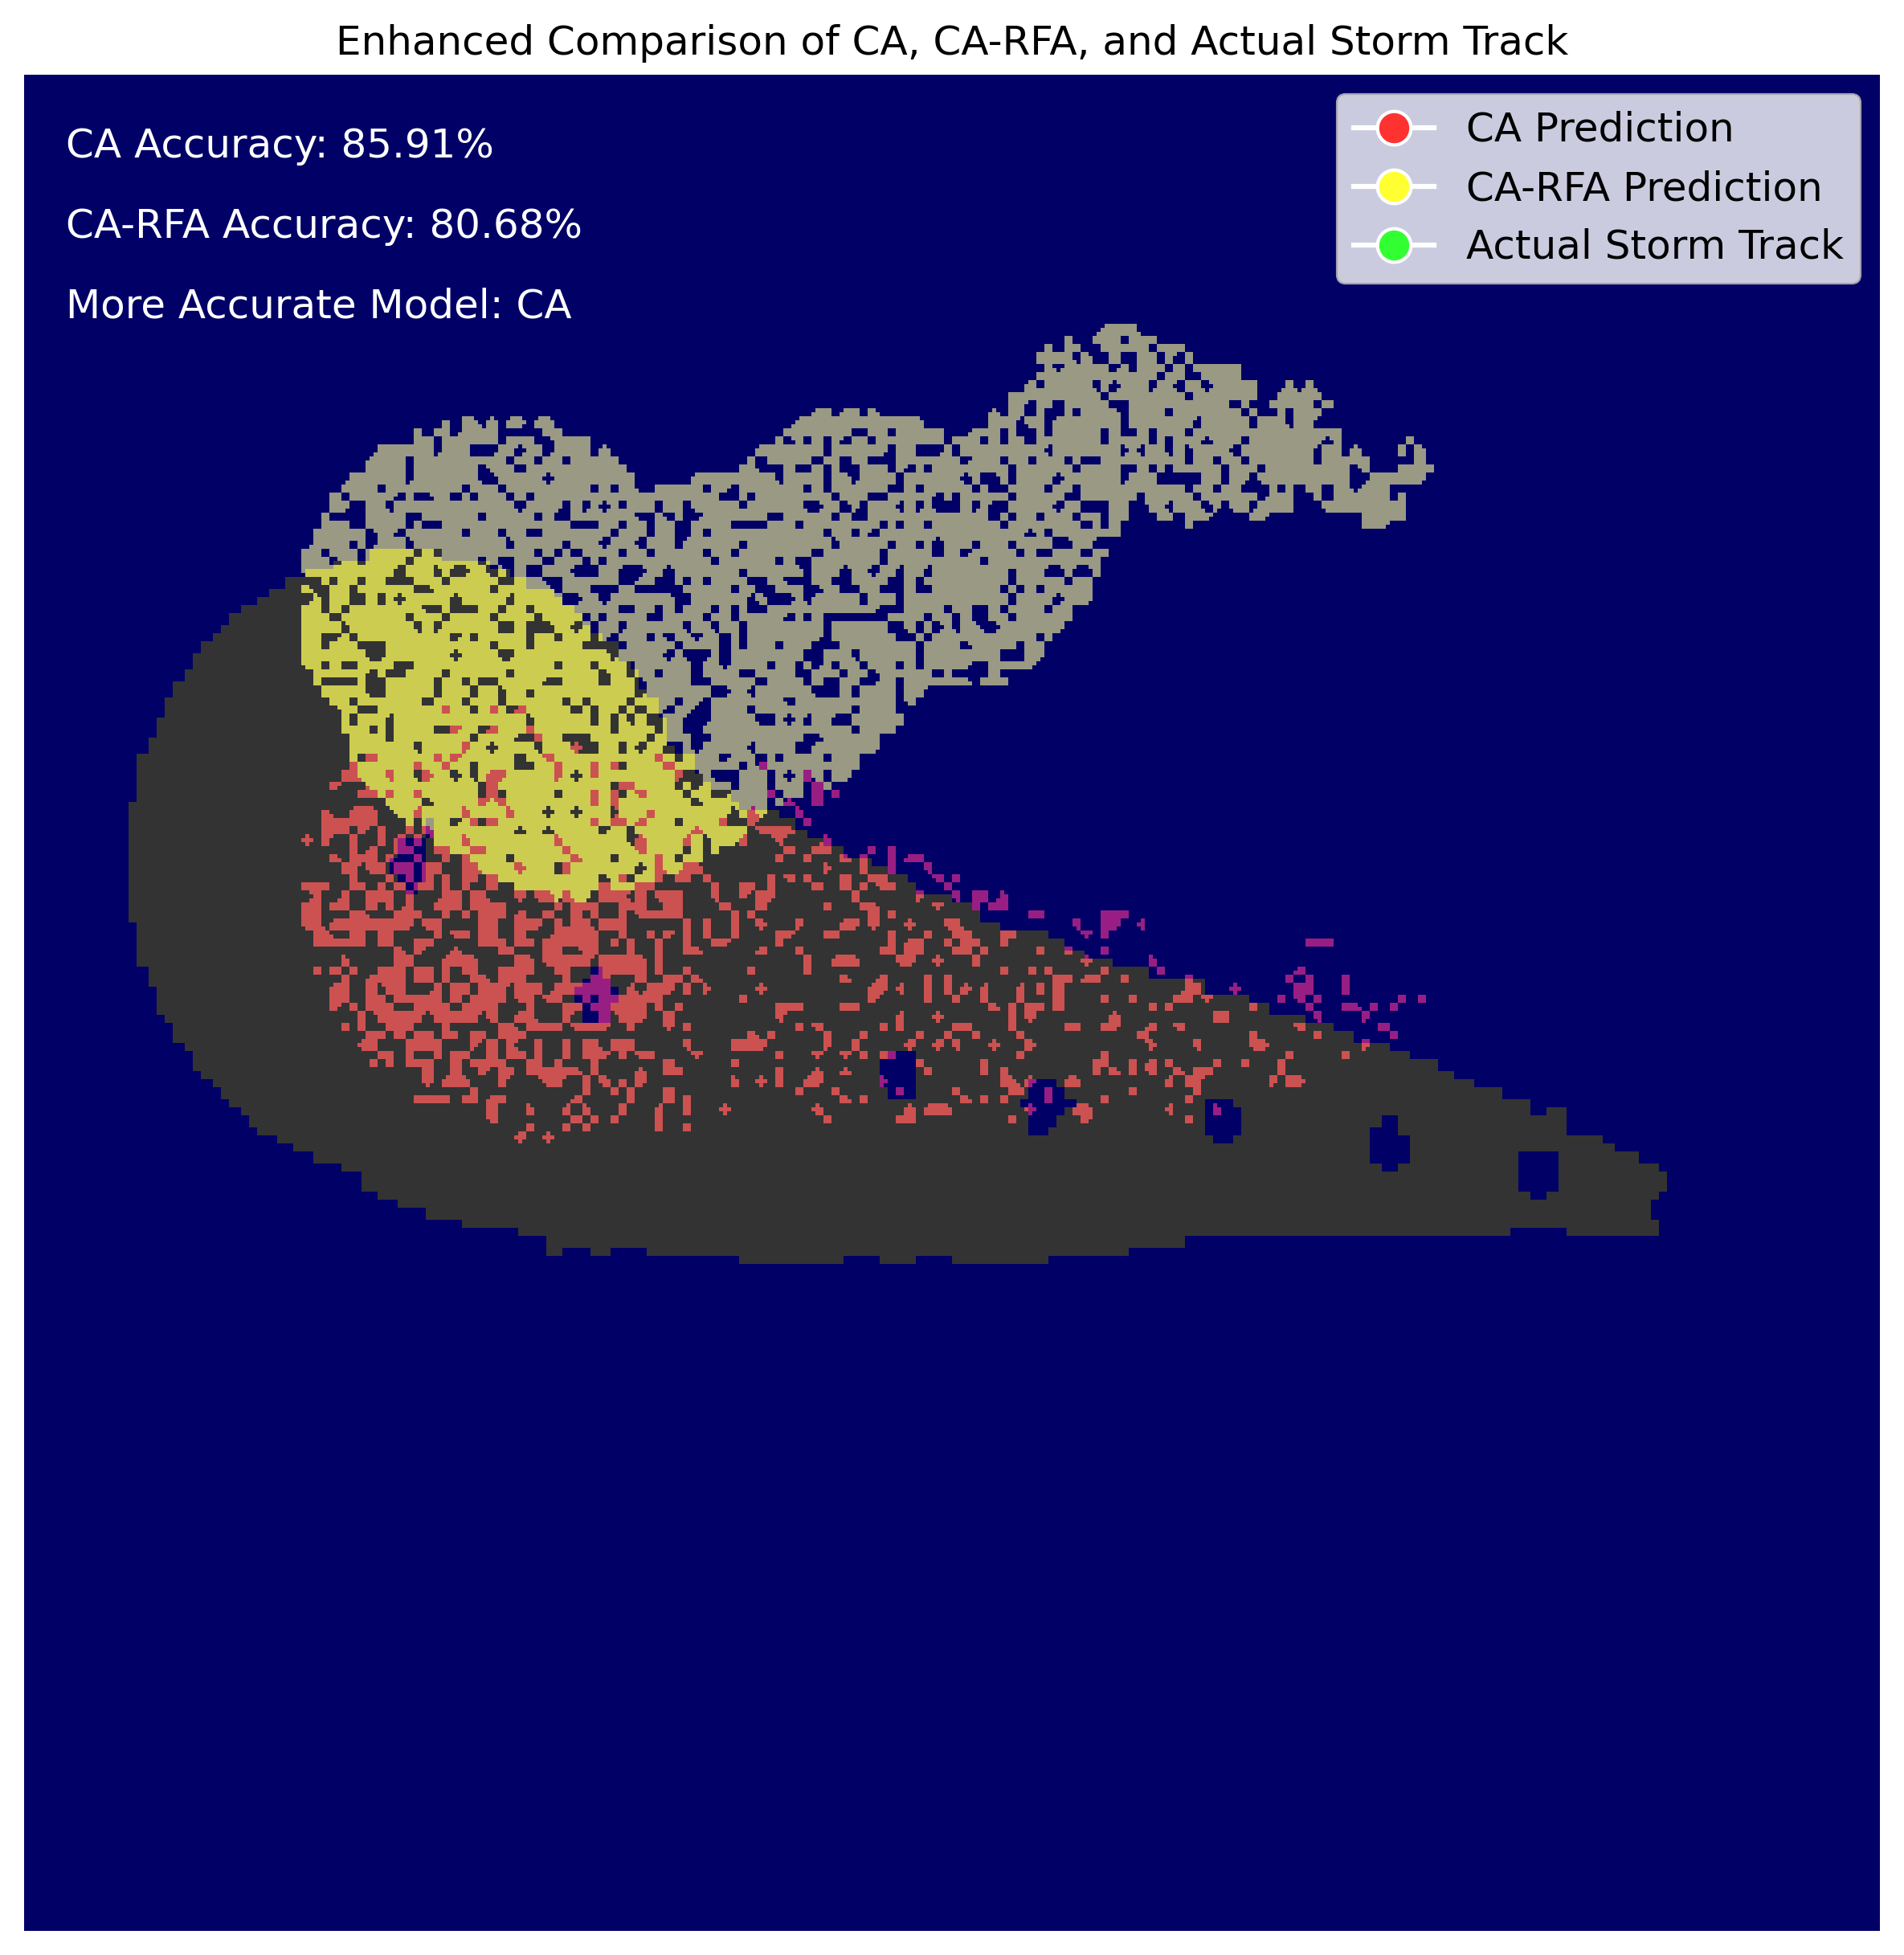 Enhanced Comparison of CA, CA-RFA, and Actual Storm Track
CA Accuracy: 85.91%
CA-RFA Accuracy: 80.68%
More Accurate Model: CA
CA Prediction
CA-RFA Prediction
Actual Storm Track